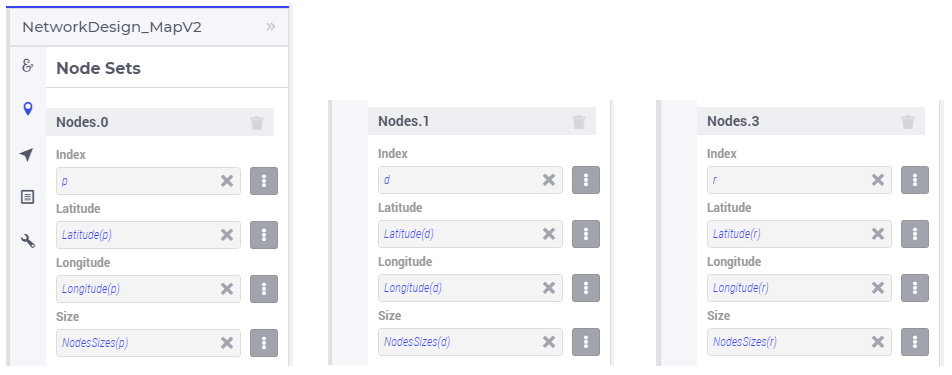 NetworkDesign_MapV2 »
Node Sets
Nodes.0
Index
p
Latitude
Latitude(p)
Longitude
Longitude(p)
Size
NodesSizes(p)
Nodes.1
Index
d
Latitude
Latitude(d)
Longitude
Longitude(d)
Size
NodesSizes(d)
Nodes.3
Index
r
Latitude
Latitude(r)
Longitude
Longitude(r)
Size
NodesSizes(r)